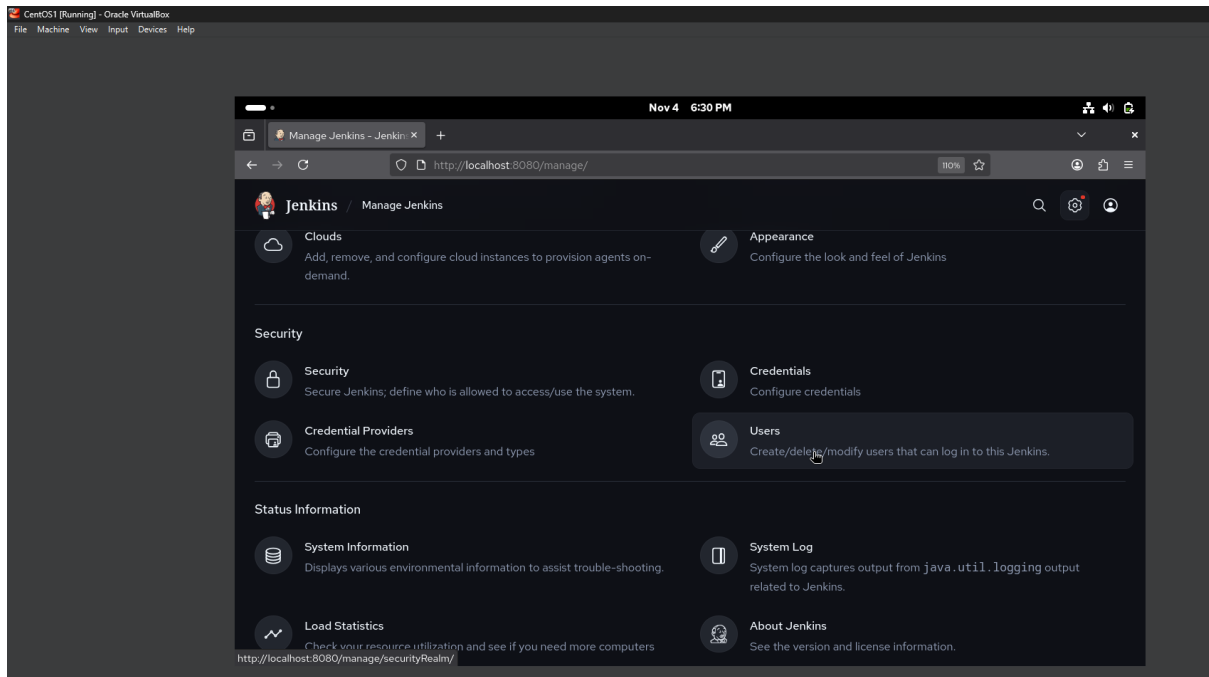 CentOS1 [Running] - Oracle VirtualBox
File Machine View Input Devices Help
Nov 4 6:30 PM
Manage Jenkins - Jenkin
http://localhost:8080/manage/
110%
Jenkins / Manage Jenkins
Clouds
Add, remove, and configure cloud instances to provision agents on-
demand.
Appearance
Configure the look and feel of Jenkins
Security
Security
Secure Jenkins; define who is allowed to access/use the system.
Credentials
Configure credentials
Credential Providers
Configure the credential providers and types
Users
Create/delete/modify users that can log in to this Jenkins.
Status Information
System Information
Displays various environmental information to assist trouble-shooting.
System Log
System log captures output from java.util.logging output
related to Jenkins.
Load Statistics
Check your resource utilization and see if you need more computers
About Jenkins
See the version and license information.
http://localhost:8080/manage/securityRealm/